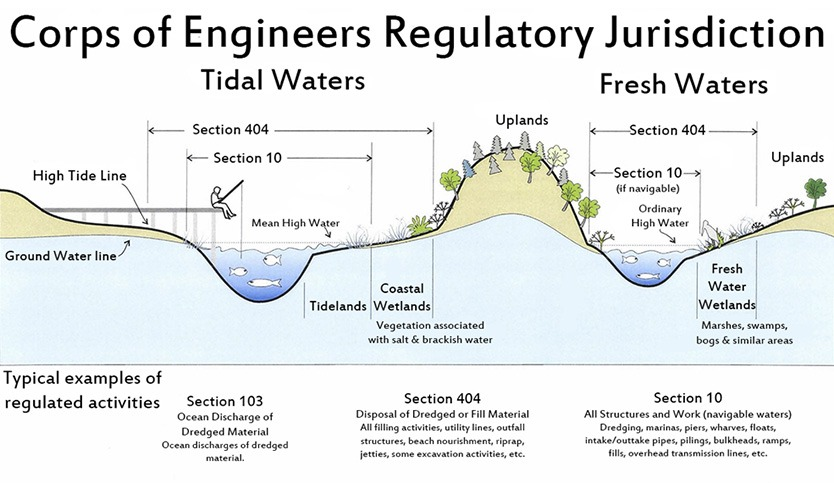 Corps of Engineers Regulatory Jurisdiction
Tidal Waters
Fresh Waters
Section 404
Section 10
High Tide Line
Mean High Water
Ground Water line
Tidelands
Coastal
Wetlands
Vegetation associated
with salt & brackish water
Uplands
Section 404
Section 10
(if navigable)
Ordinary
High Water
Uplands
Fresh
Water
Wetlands
Marshes, swamps,
bogs & similar areas
Typical examples of
regulated activities
Section 103
Ocean Discharge of
Dredged Material
Ocean discharges of dredged
material.
Section 404
Disposal of Dredged or Fill Material
All filling activities, utility lines, outfall
structures, beach nourishment, riprap,
jetties, some excavation activities, etc.
Section 10
All Structures and Work (navigable waters)
Dredging, marinas, piers, wharves, floats,
intake/outtake pipes, pilings, bulkheads, ramps,
fills, overhead transmission lines, etc.